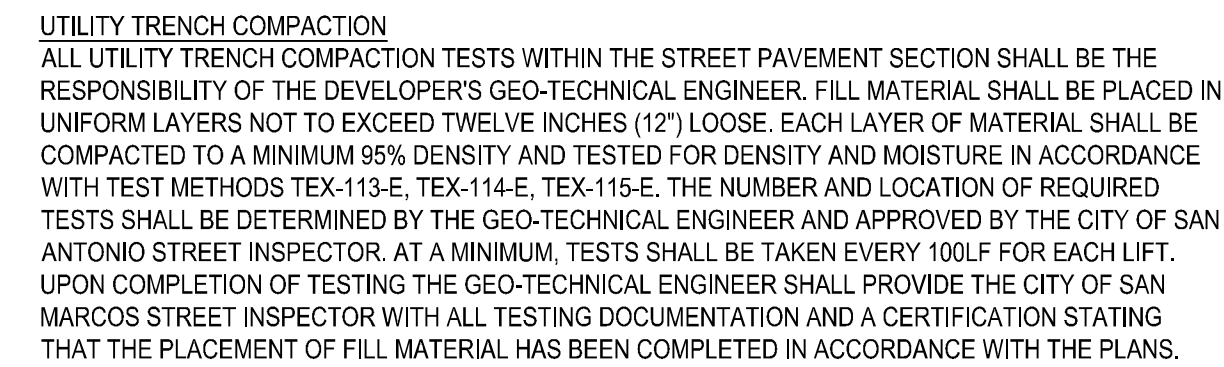 UTILITY TRENCH COMPACTION
ALL UTILITY TRENCH COMPACTION TESTS WITHIN THE STREET PAVEMENT SECTION SHALL BE THE
RESPONSIBILITY OF THE DEVELOPER'S GEO-TECHNICAL ENGINEER. FILL MATERIAL SHALL BE PLACED IN
UNIFORM LAYERS NOT TO EXCEED TWELVE INCHES (12") LOOSE. EACH LAYER OF MATERIAL SHALL BE
COMPACTED TO A MINIMUM 95% DENSITY AND TESTED FOR DENSITY AND MOISTURE IN ACCORDANCE
WITH TEST METHODS TEX-113-E, TEX-114-E, TEX-115-E. THE NUMBER AND LOCATION OF REQUIRED
TESTS SHALL BE DETERMINED BY THE GEO-TECHNICAL ENGINEER AND APPROVED BY THE CITY OF SAN
ANTONIO STREET INSPECTOR. AT A MINIMUM, TESTS SHALL BE TAKEN EVERY 100LF FOR EACH LIFT.
UPON COMPLETION OF TESTING THE GEO-TECHNICAL ENGINEER SHALL PROVIDE THE CITY OF SAN
MARCOS STREET INSPECTOR WITH ALL TESTING DOCUMENTATION AND A CERTIFICATION STATING
THAT THE PLACEMENT OF FILL MATERIAL HAS BEEN COMPLETED IN ACCORDANCE WITH THE PLANS.